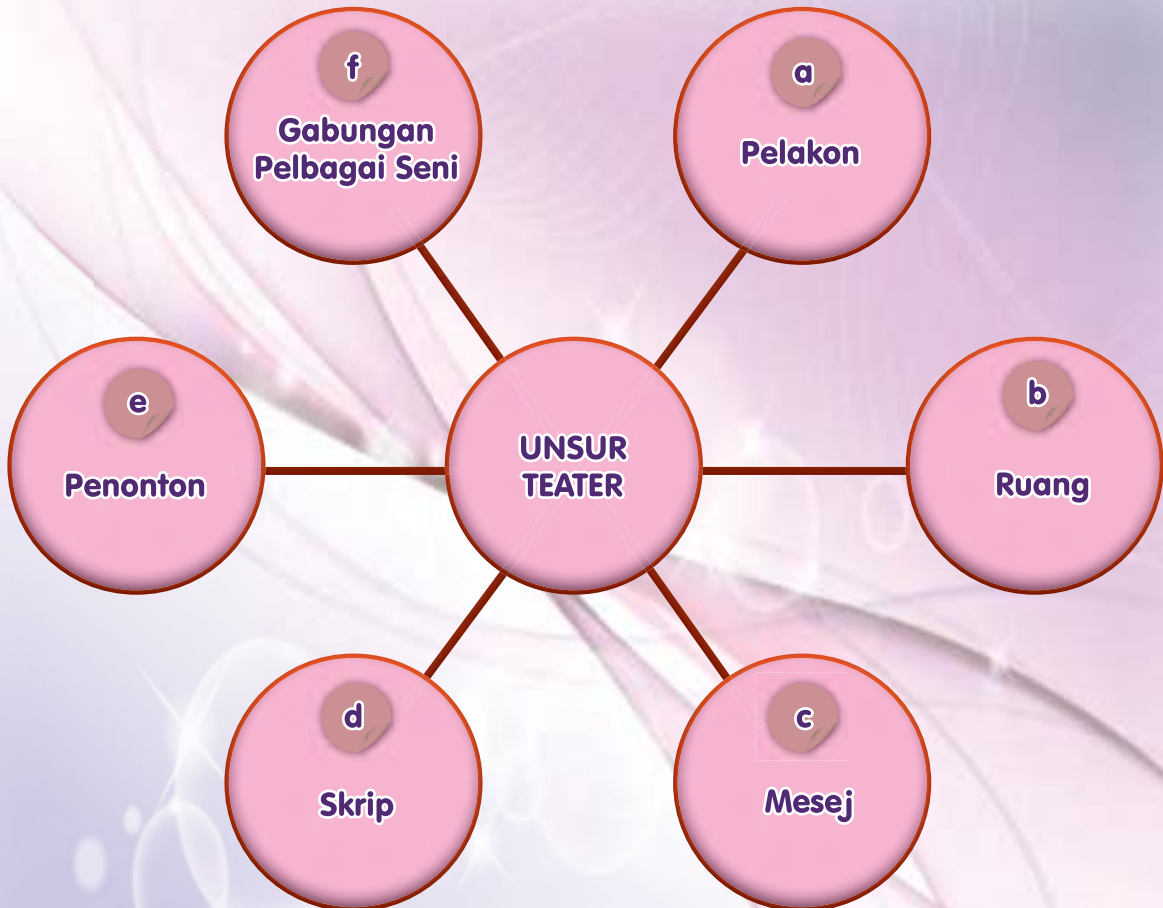 f
Gabungan
Pelbagai Seni
a
Pelakon
e
Penonton
UNSUR
TEATER
b
Ruang
d
Skrip
c
Mesej